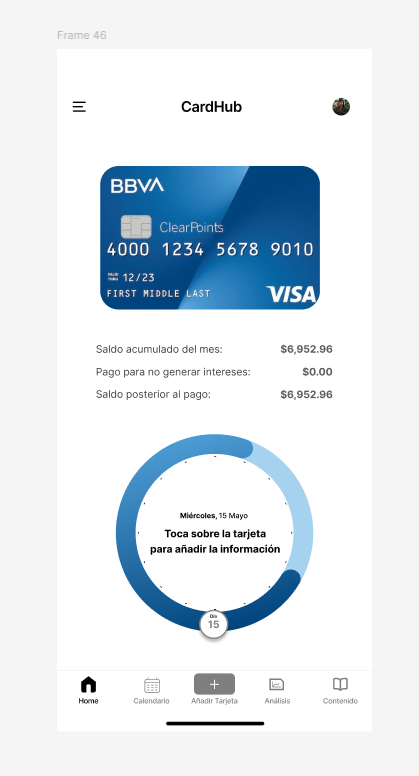 Frame 46
CardHub
BBVA
ClearPoints
4000 1234 5678 9010
VALID THRU 12/23
FIRST MIDDLE LAST
VISA
Saldo acumulado del mes: $6,952.96
Pago para no generar intereses: $0.00
Saldo posterior al pago: $6,952.96
Miércoles, 15 Mayo
Toca sobre la tarjeta
para añadir la información
Día
15
Home Calendario Añadir Tarjeta Análisis Contenido